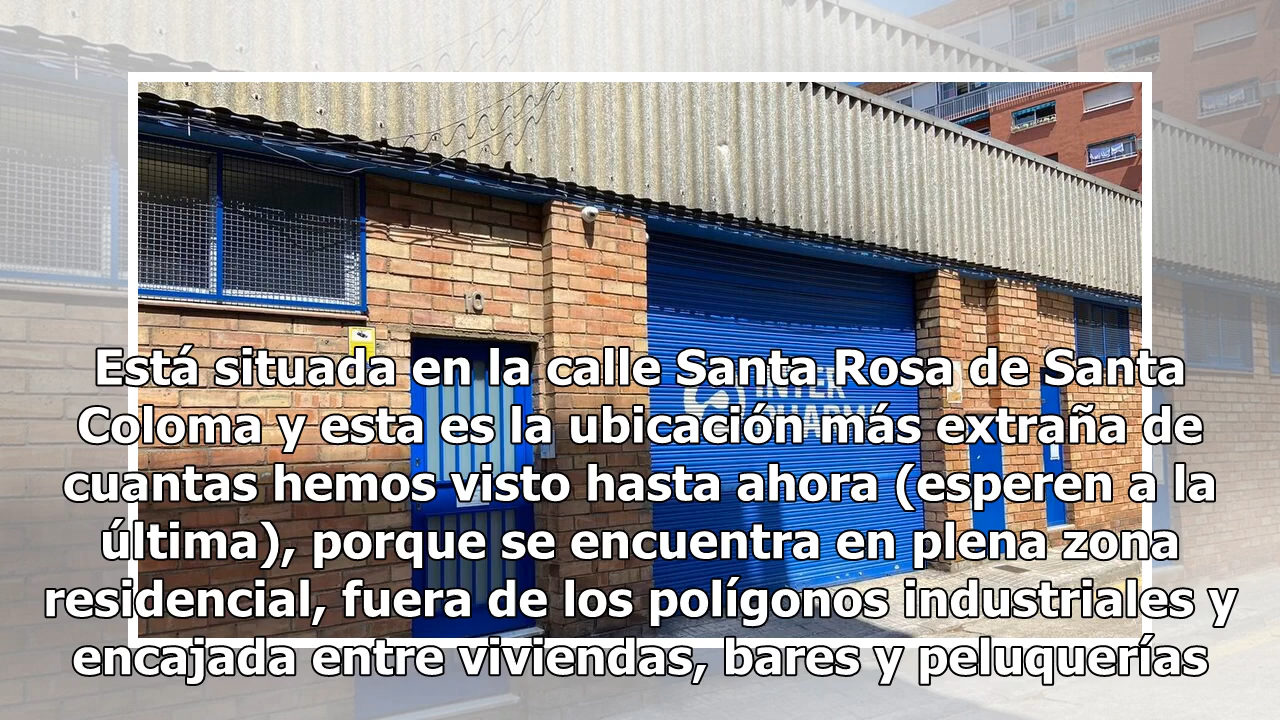 Está situada en la calle Santa Rosa de Santa
Coloma y esta es la ubicación más extraña de
cuantas hemos visto hasta ahora (esperen a la
última), porque se encuentra en plena zona
residencial, fuera de los polígonos industriales y
encajada entre viviendas, bares y peluquerías
INTER
PHARMA